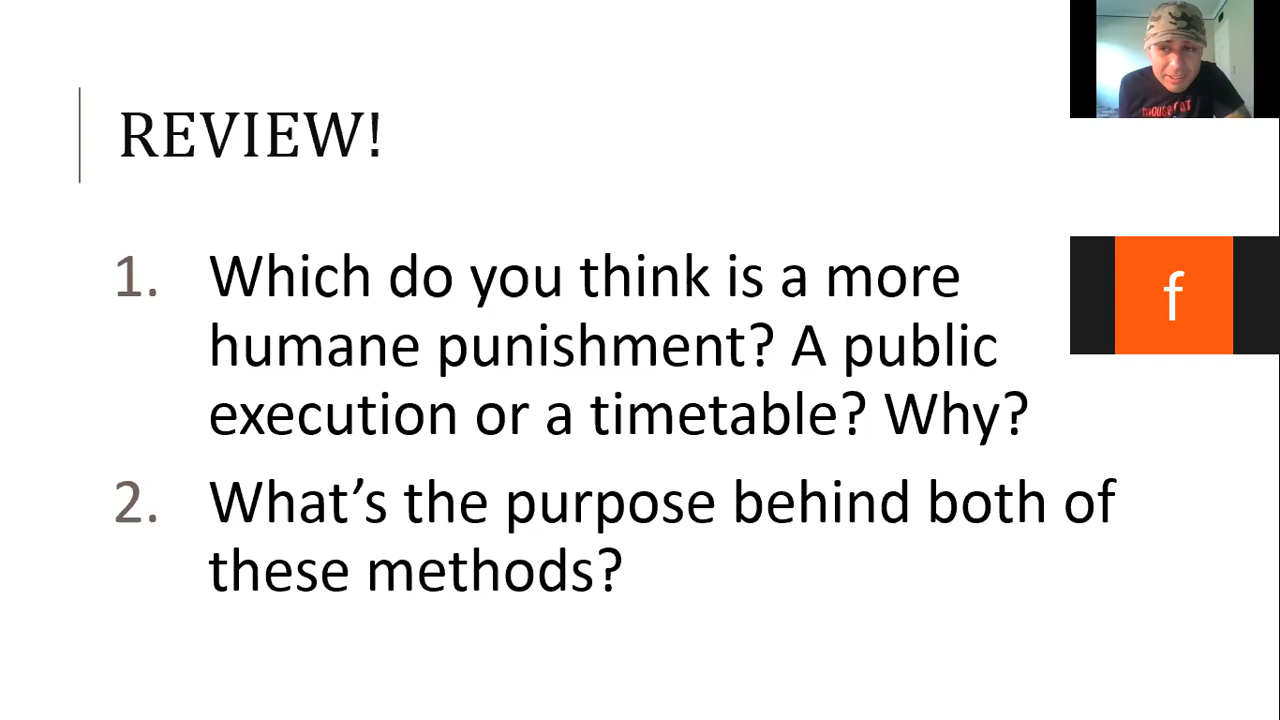 REVIEW!
1. Which do you think is a more
humane punishment? A public
execution or a timetable? Why?
2. What’s the purpose behind both of
these methods?
f